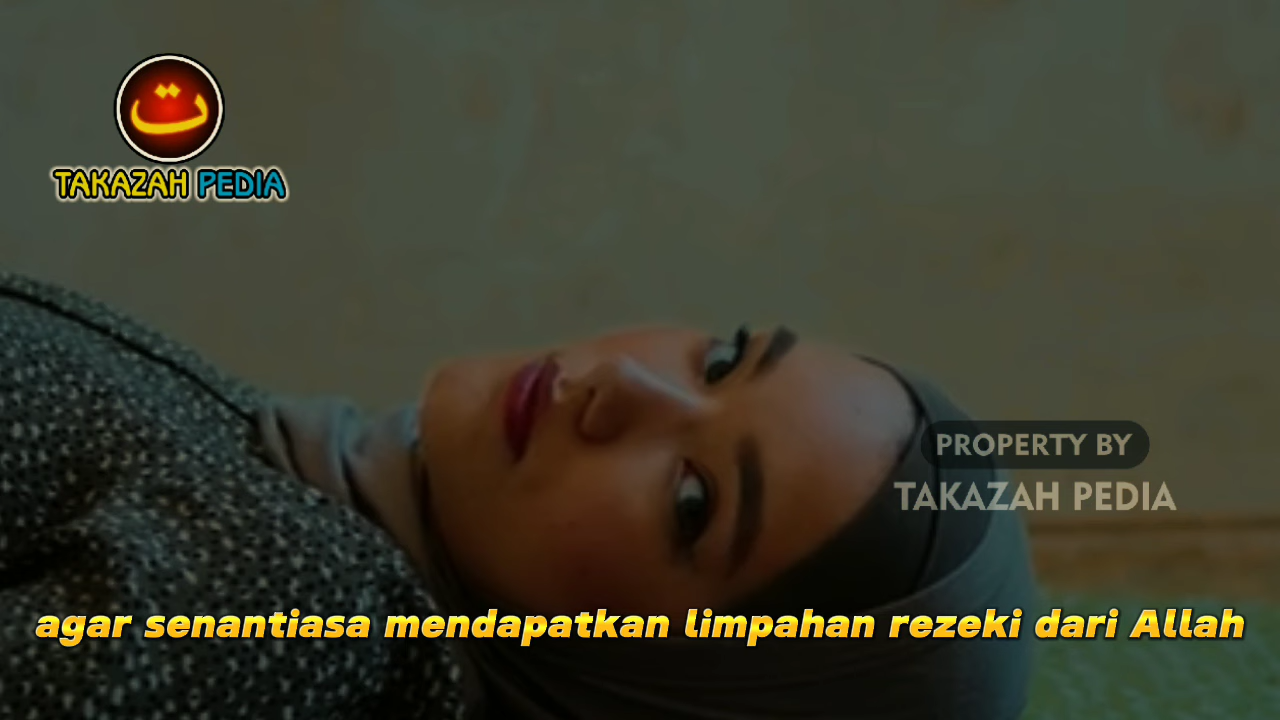 ت
TAKAZAH PEDIA
PROPERTY BY
TAKAZAH PEDIA
agar senantiasa mendapatkan limpahan rezeki dari Allah